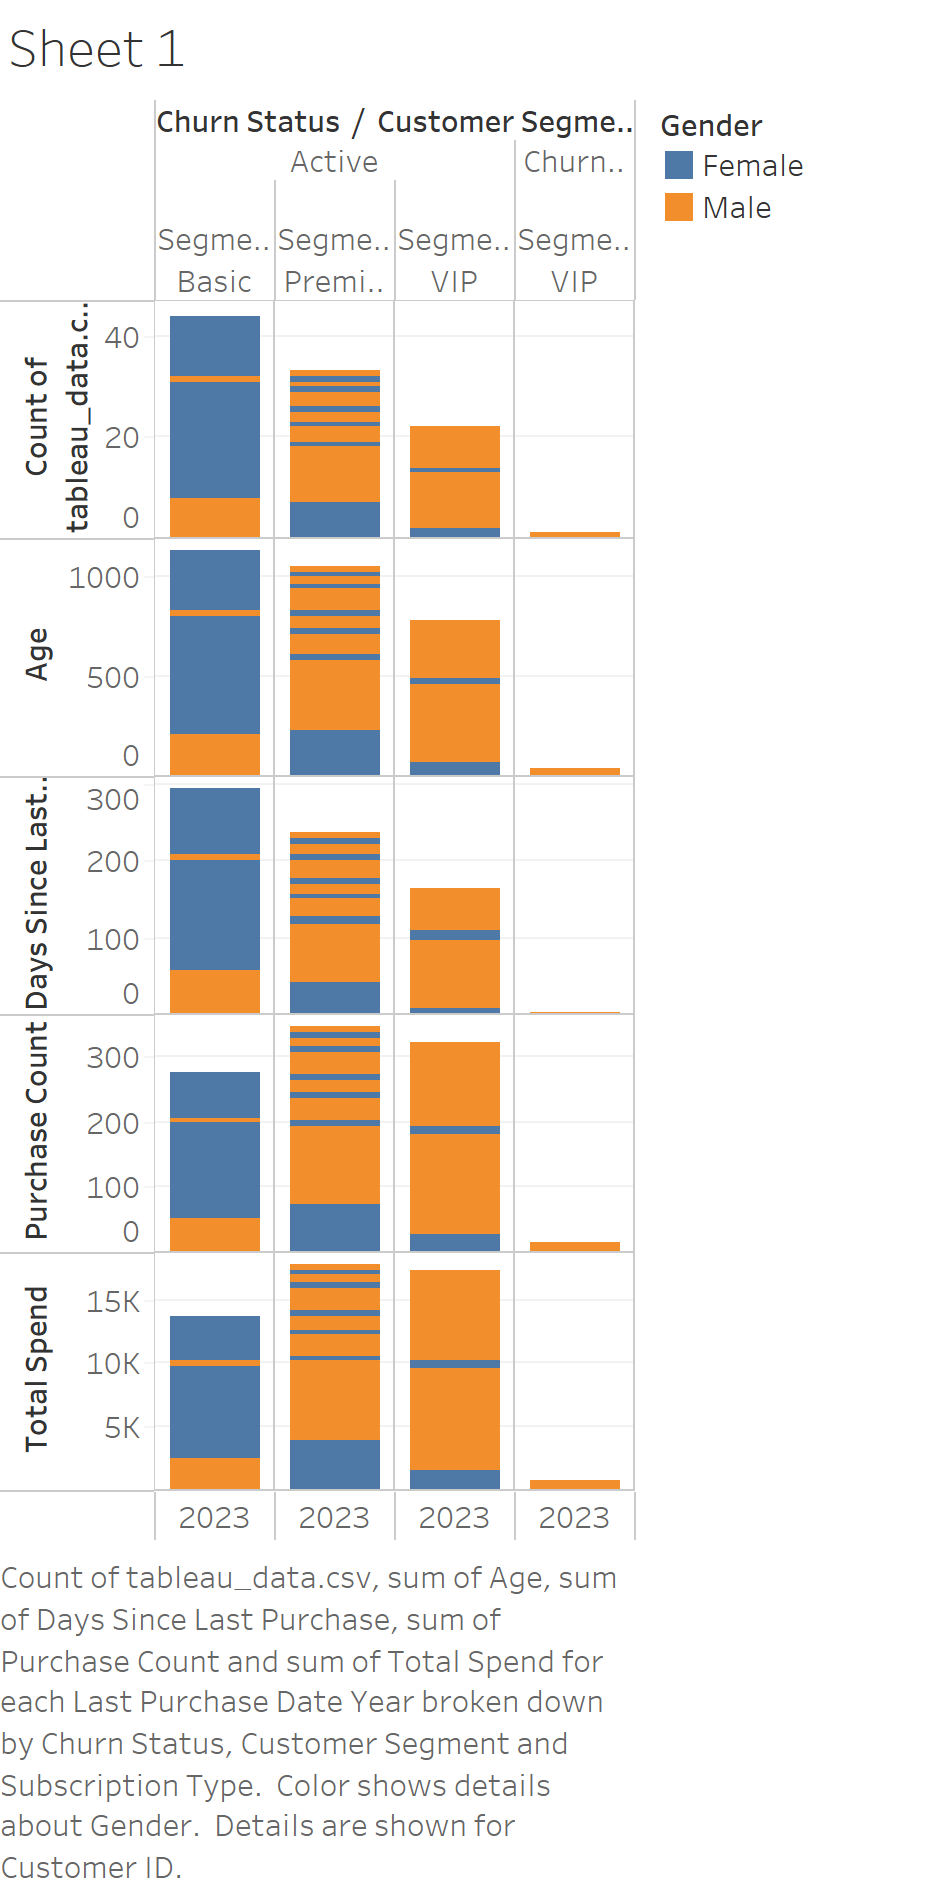 Sheet 1
Churn Status / Customer Segme..
Gender
Active
Churn..
Female
Male
Segme.. Segme.. Segme.. Segme..
Basic Premi.. VIP VIP
Count of
tableau_data.c..
40
20
0
Age
1000
500
0
Days Since Last..
300
200
100
0
Purchase Count
300
200
100
0
Total Spend
15K
10K
5K
2023 2023 2023 2023
Count of tableau_data.csv, sum of Age, sum
of Days Since Last Purchase, sum of
Purchase Count and sum of Total Spend for
each Last Purchase Date Year broken down
by Churn Status, Customer Segment and
Subscription Type.  Color shows details
about Gender.  Details are shown for
Customer ID.